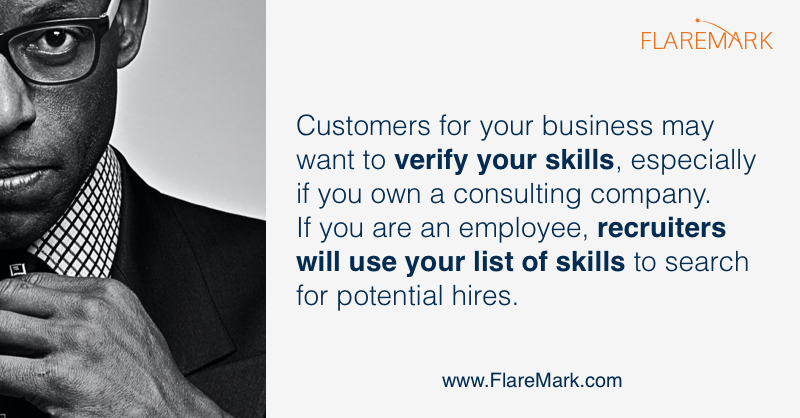 FLAREMARK
Customers for your business may
want to verify your skills, especially
if you own a consulting company.
If you are an employee, recruiters
will use your list of skills to search
for potential hires.
www.FlareMark.com